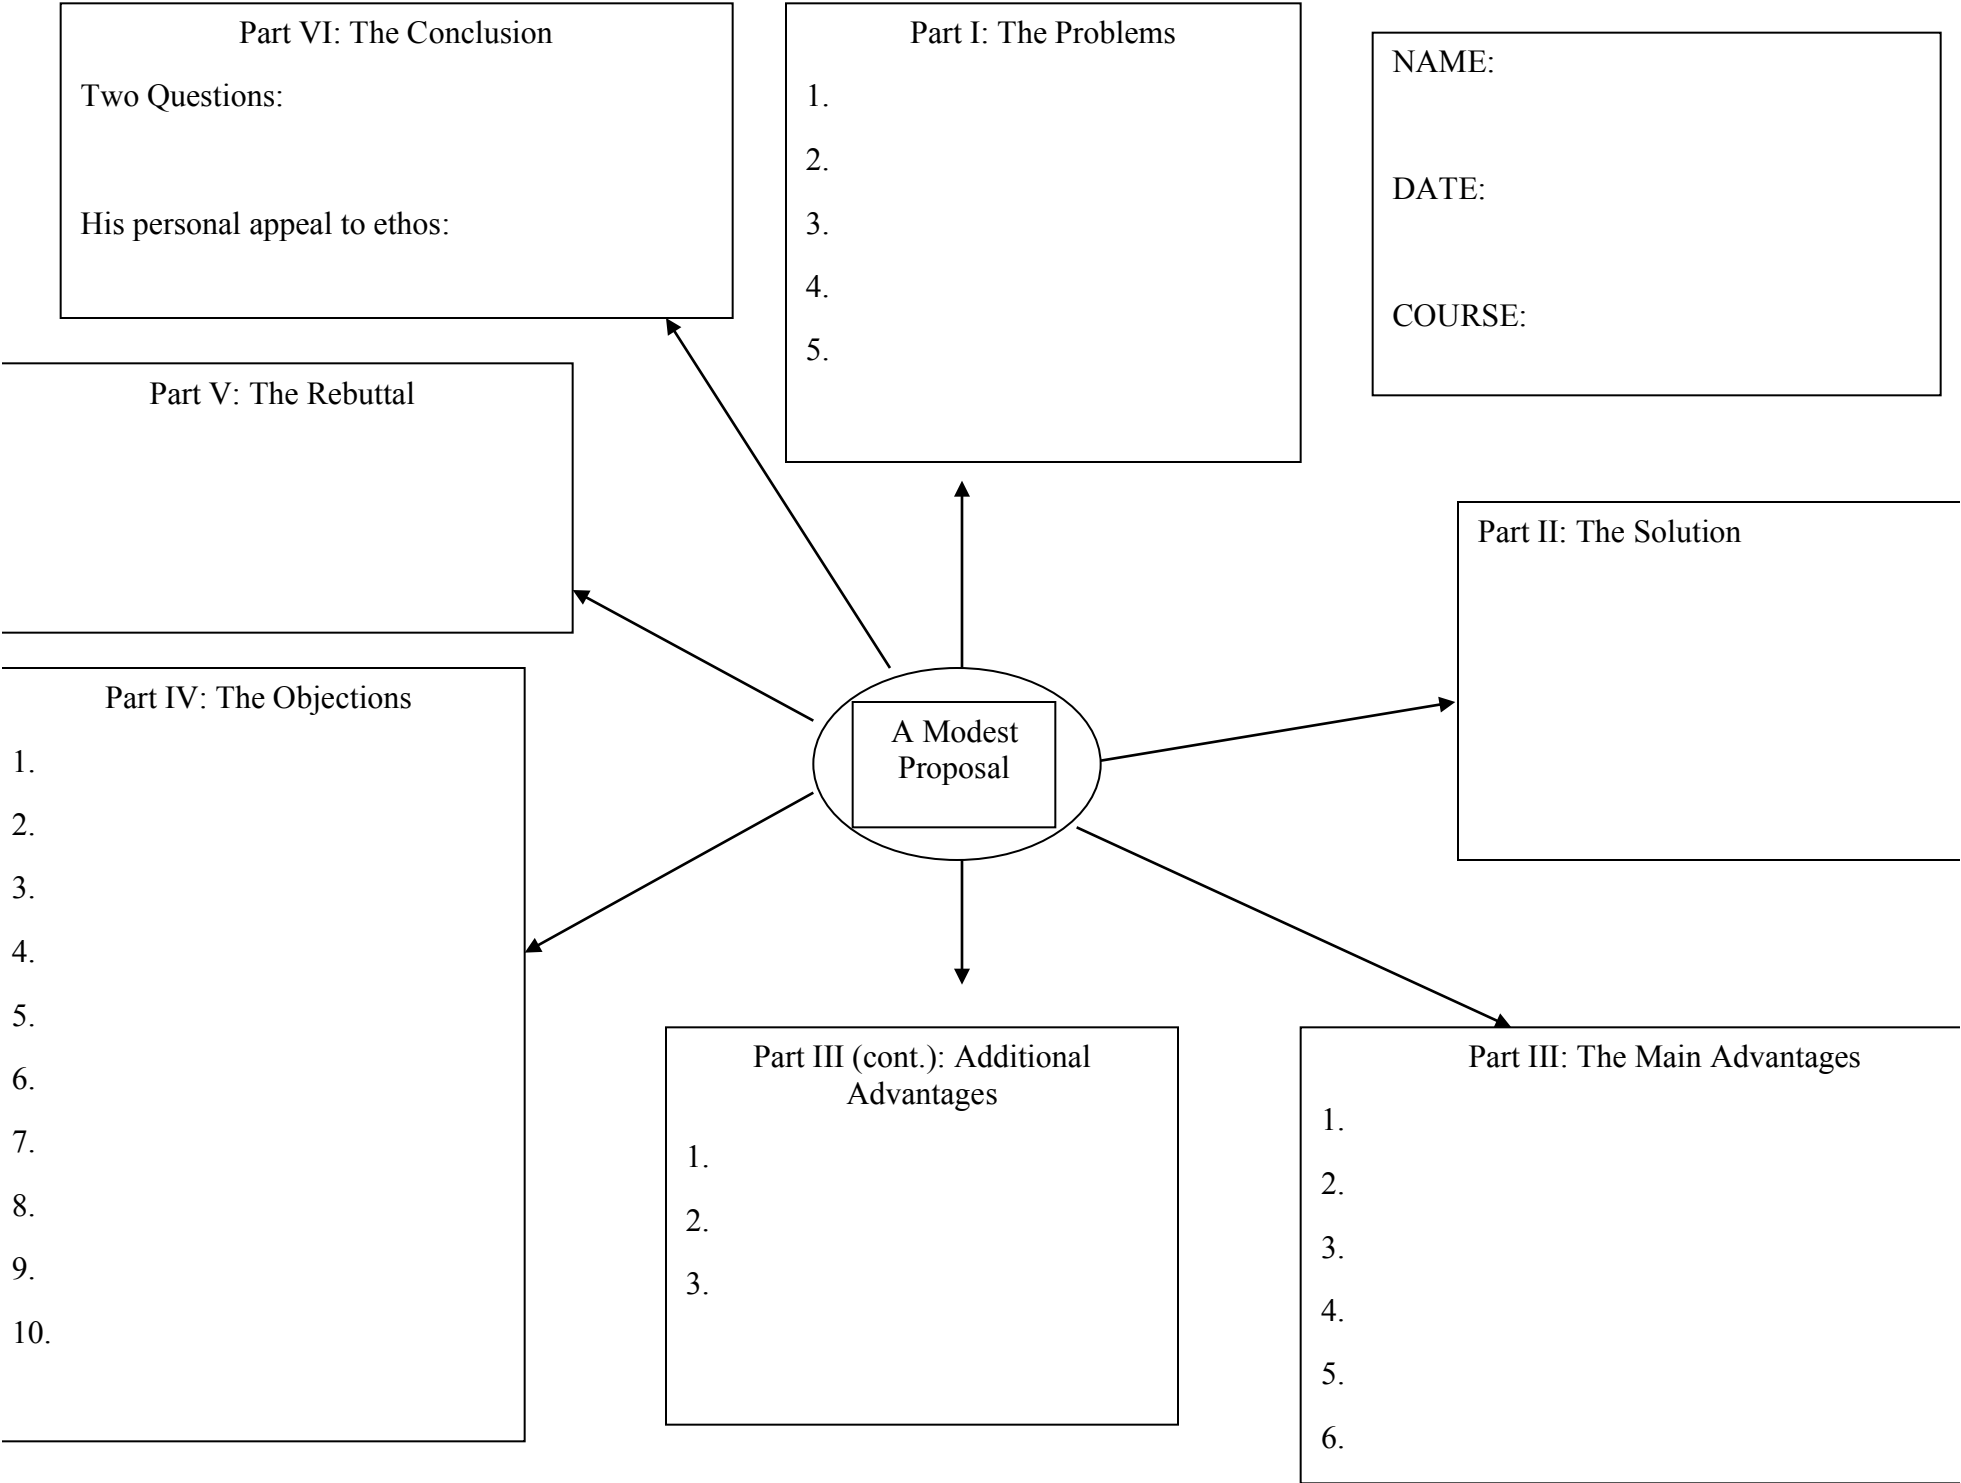 Part VI: The Conclusion
Two Questions:
His personal appeal to ethos:
Part I: The Problems
1.
2.
3.
4.
5.
NAME:
DATE:
COURSE:
Part V: The Rebuttal
Part II: The Solution
A Modest
Proposal
Part IV: The Objections
1.
2.
3.
4.
5.
6.
7.
8.
9.
10.
Part III (cont.): Additional
Advantages
1.
2.
3.
Part III: The Main Advantages
1.
2.
3.
4.
5.
6.